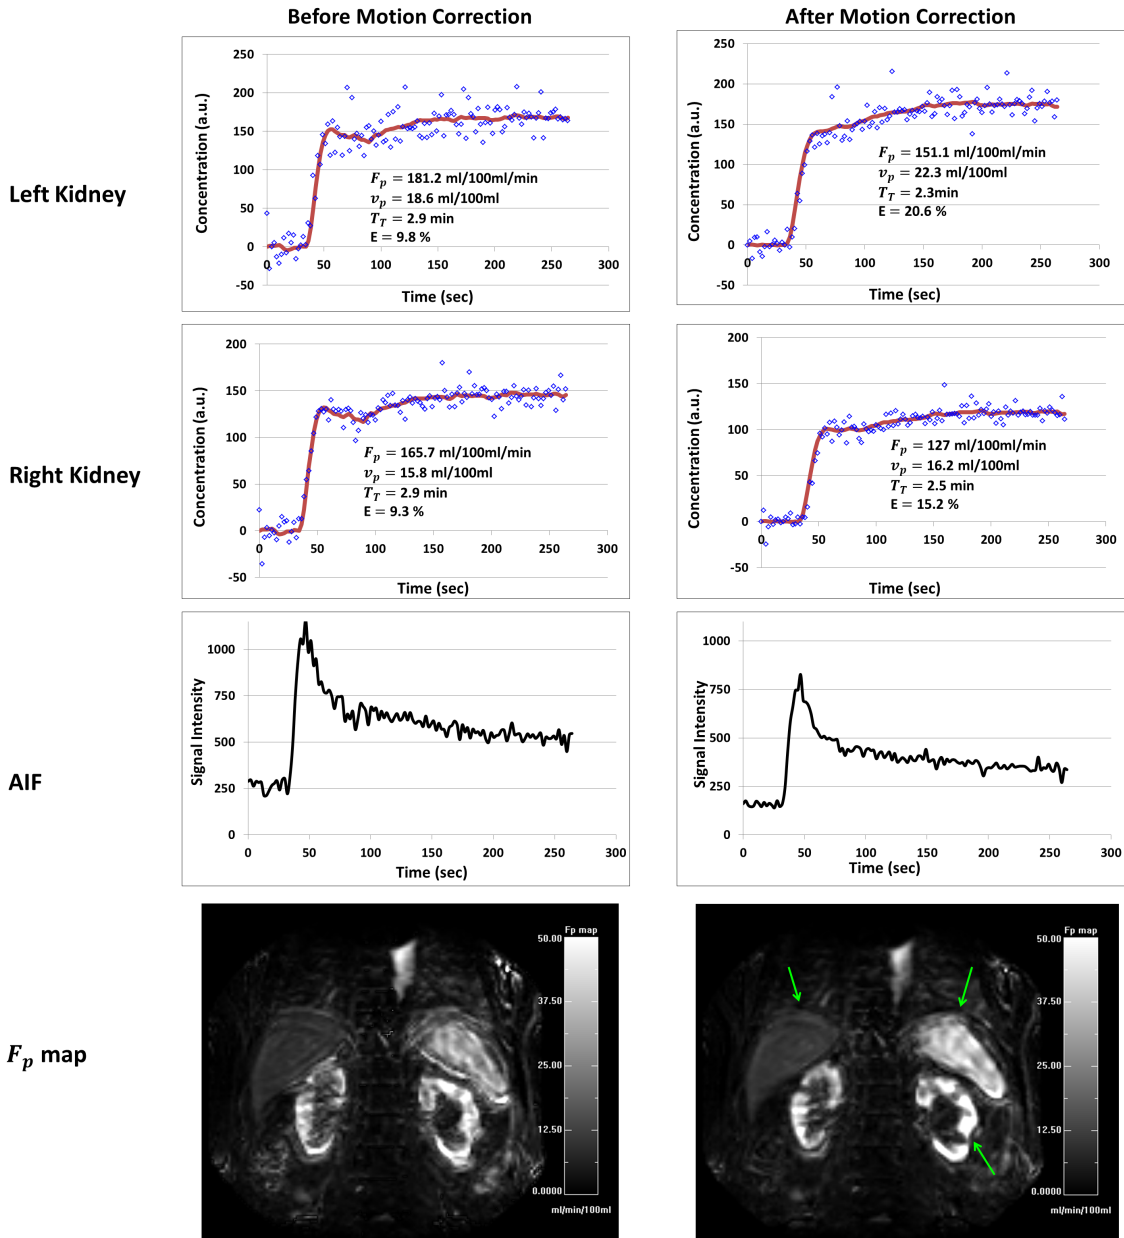 Before Motion Correction
After Motion Correction
Left Kidney
250
200
150
100
50
0
-50
0 50 100 150 200 250 300
Concentration (a.u.)
Time (sec)
F_p = 181.2 ml/100ml/min
v_p = 18.6 ml/100ml
T_T = 2.9 min
E = 9.8 %
250
200
150
100
50
0
-50
0 50 100 150 200 250 300
Concentration (a.u.)
Time (sec)
F_p = 151.1 ml/100ml/min
v_p = 22.3 ml/100ml
T_T = 2.3min
E = 20.6 %
Right Kidney
200
150
100
50
0
-50
0 50 100 150 200 250 300
Concentration (a.u.)
Time (sec)
F_p = 165.7 ml/100ml/min
v_p = 15.8 ml/100ml
T_T = 2.9 min
E = 9.3 %
200
150
100
50
0
-50
0 50 100 150 200 250 300
Concentration (a.u.)
Time (sec)
F_p = 127 ml/100ml/min
v_p = 16.2 ml/100ml
T_T = 2.5 min
E = 15.2 %
AIF
1000
750
500
250
0
0 50 100 150 200 250 300
Signal Intensity
Time (sec)
1000
750
500
250
0
0 50 100 150 200 250 300
Signal Intensity
Time (sec)
F_p map
Fp map
50.00
37.50
25.00
12.50
0.0000
ml/min/100ml
Fp map
50.00
37.50
25.00
12.50
0.0000
ml/min/100ml